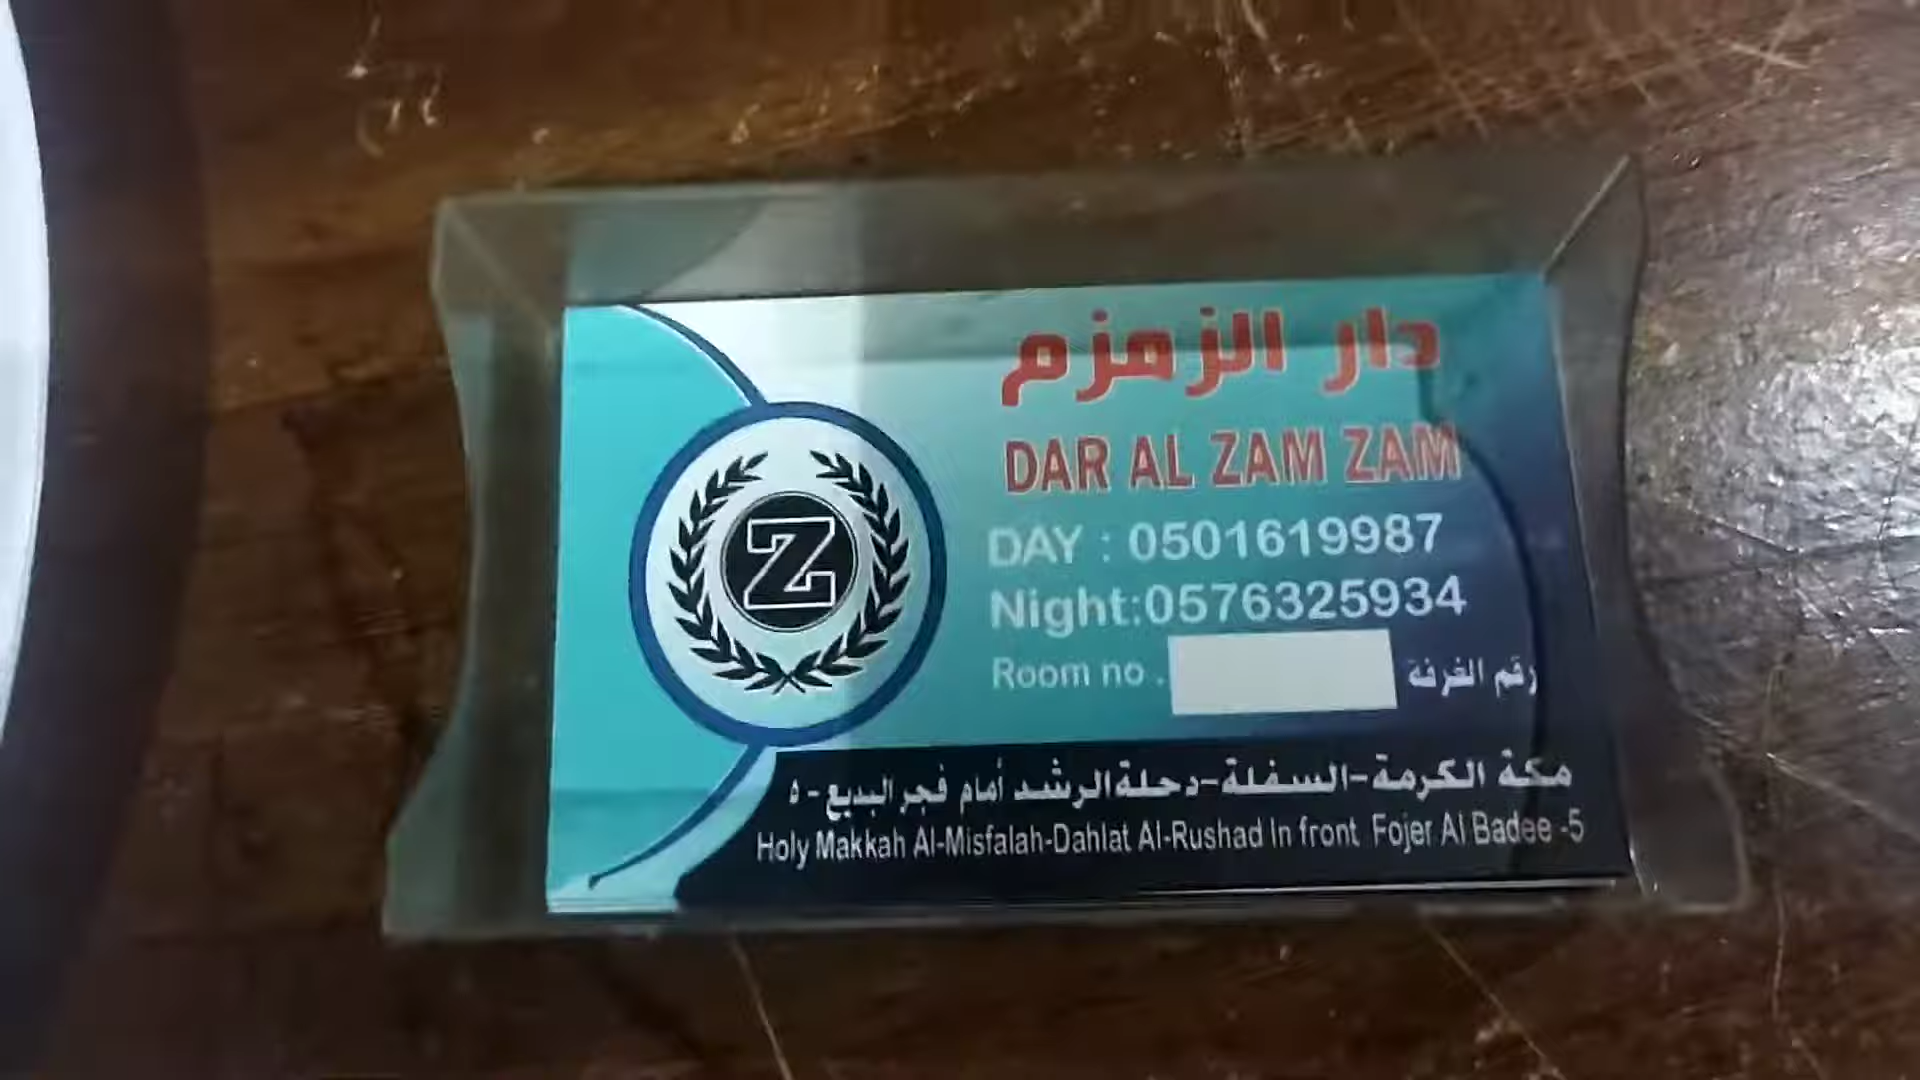 دار الزمزم
DAR AL ZAM ZAM
Z
DAY : 0501619987
Night:0576325934
Room no . رقم الغرفة
مكة الكرمة-السفلة-دحلة الرشد أمام فجر البديع - ٥
Holy Makkah Al-Misfalah-Dahlat Al-Rushad In front Fojer Al Badee -5